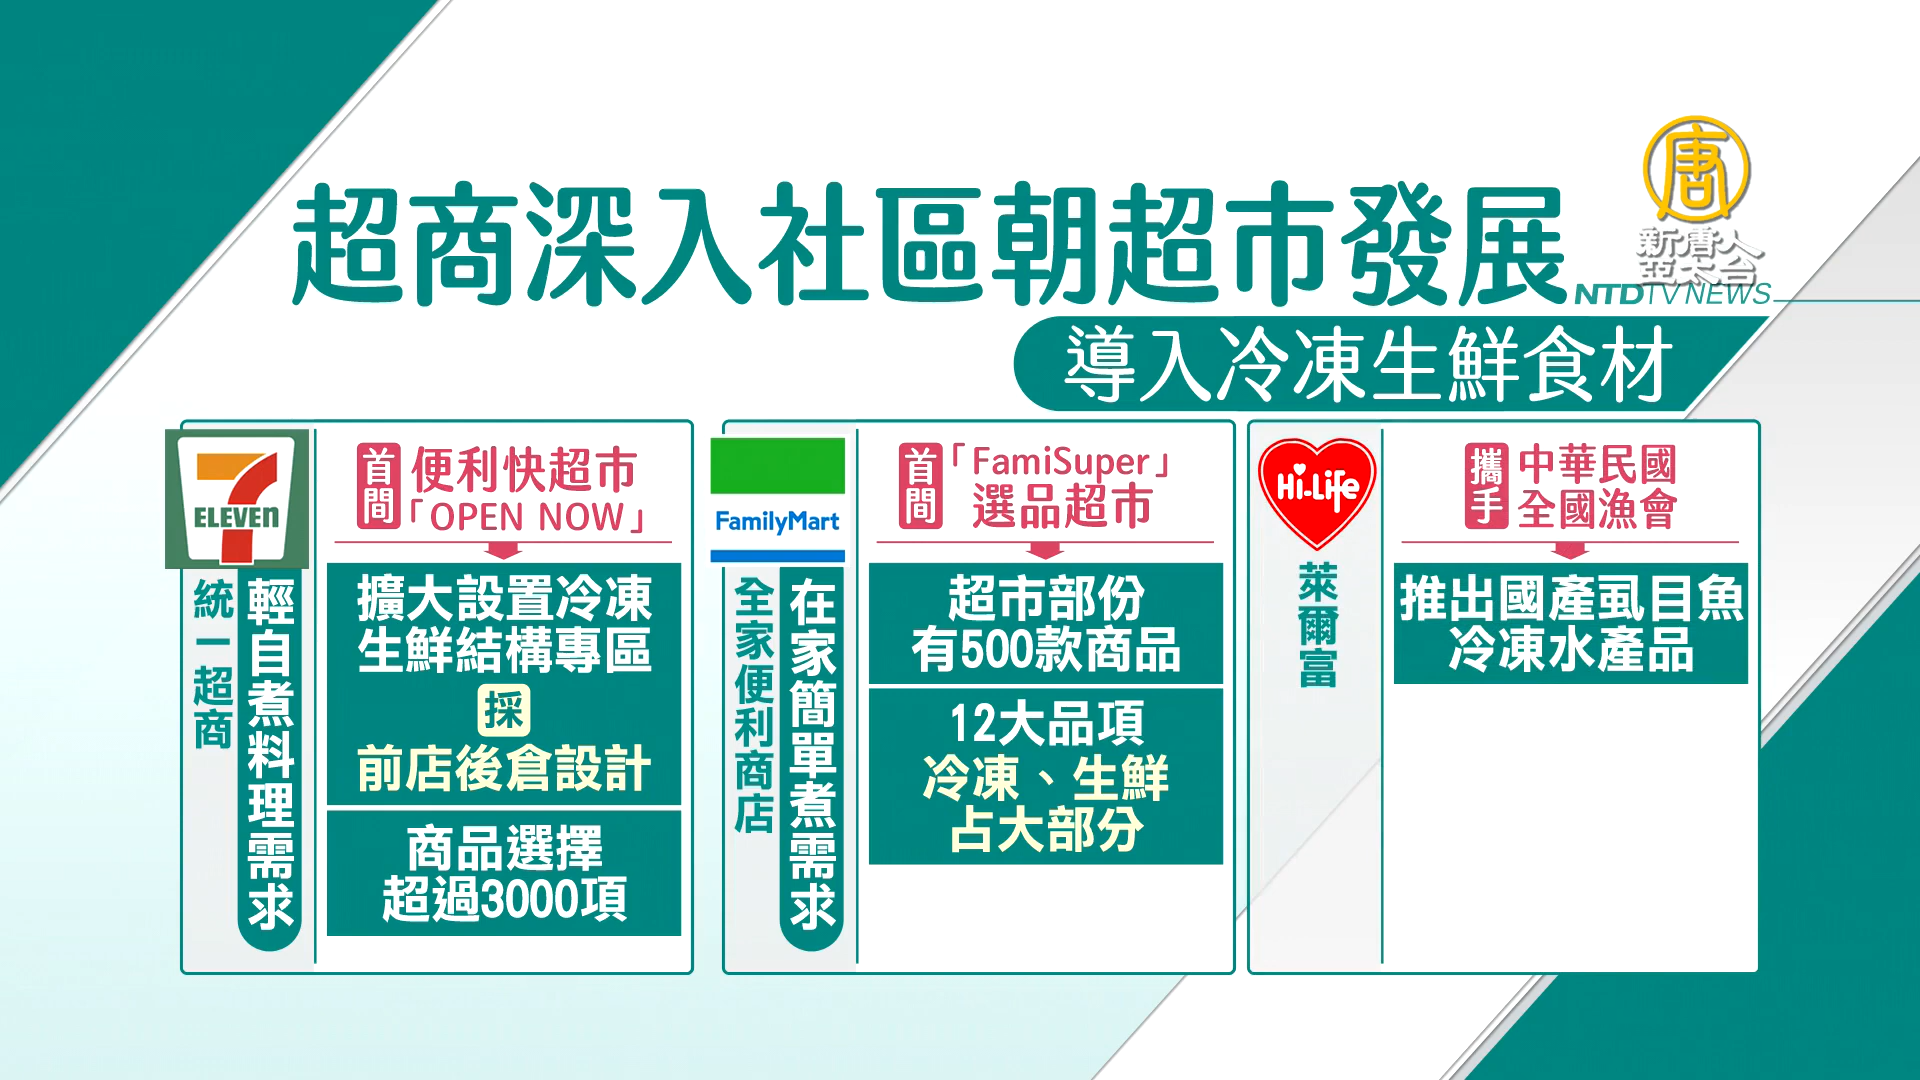 超商深入社區朝超市發展
唐
新唐人
亞太台
NTDTV NEWS
導入冷凍生鮮食材
7
ELEVEN
統一超商
輕自煮料理需求
首間
便利快超市
「OPEN NOW」
擴大設置冷凍
生鮮結構專區
採
前店後倉設計
商品選擇
超過3000項
FamilyMart
全家便利商店
在家簡單煮需求
首間
「FamiSuper」
選品超市
超市部份
有500款商品
12大品項
冷凍、生鮮
占大部分
Hi-Life
萊爾富
攜手
中華民國
全國漁會
推出國產虱目魚
冷凍水產品